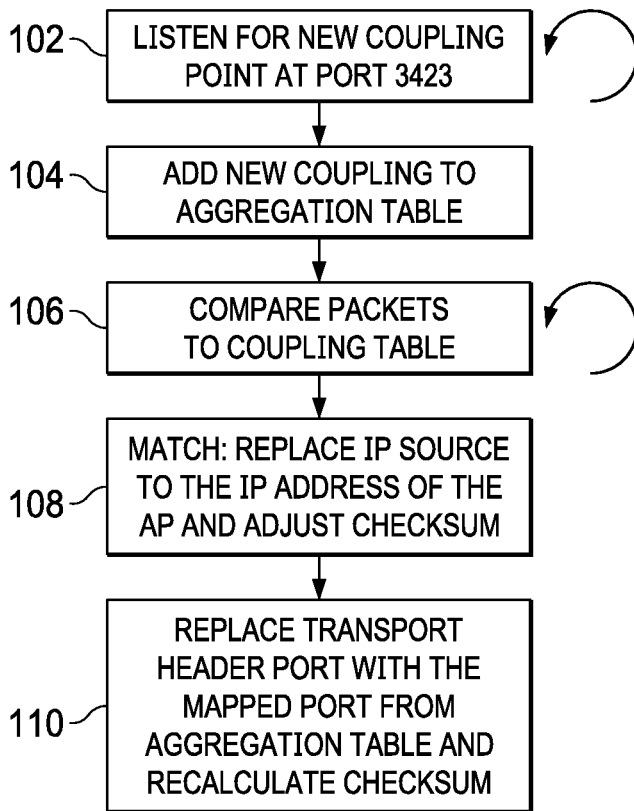 102
LISTEN FOR NEW COUPLING
POINT AT PORT 3423
104
ADD NEW COUPLING TO
AGGREGATION TABLE
106
COMPARE PACKETS
TO COUPLING TABLE
108
MATCH: REPLACE IP SOURCE
TO THE IP ADDRESS OF THE
AP AND ADJUST CHECKSUM
110
REPLACE TRANSPORT
HEADER PORT WITH THE
MAPPED PORT FROM
AGGREGATION TABLE AND
RECALCULATE CHECKSUM